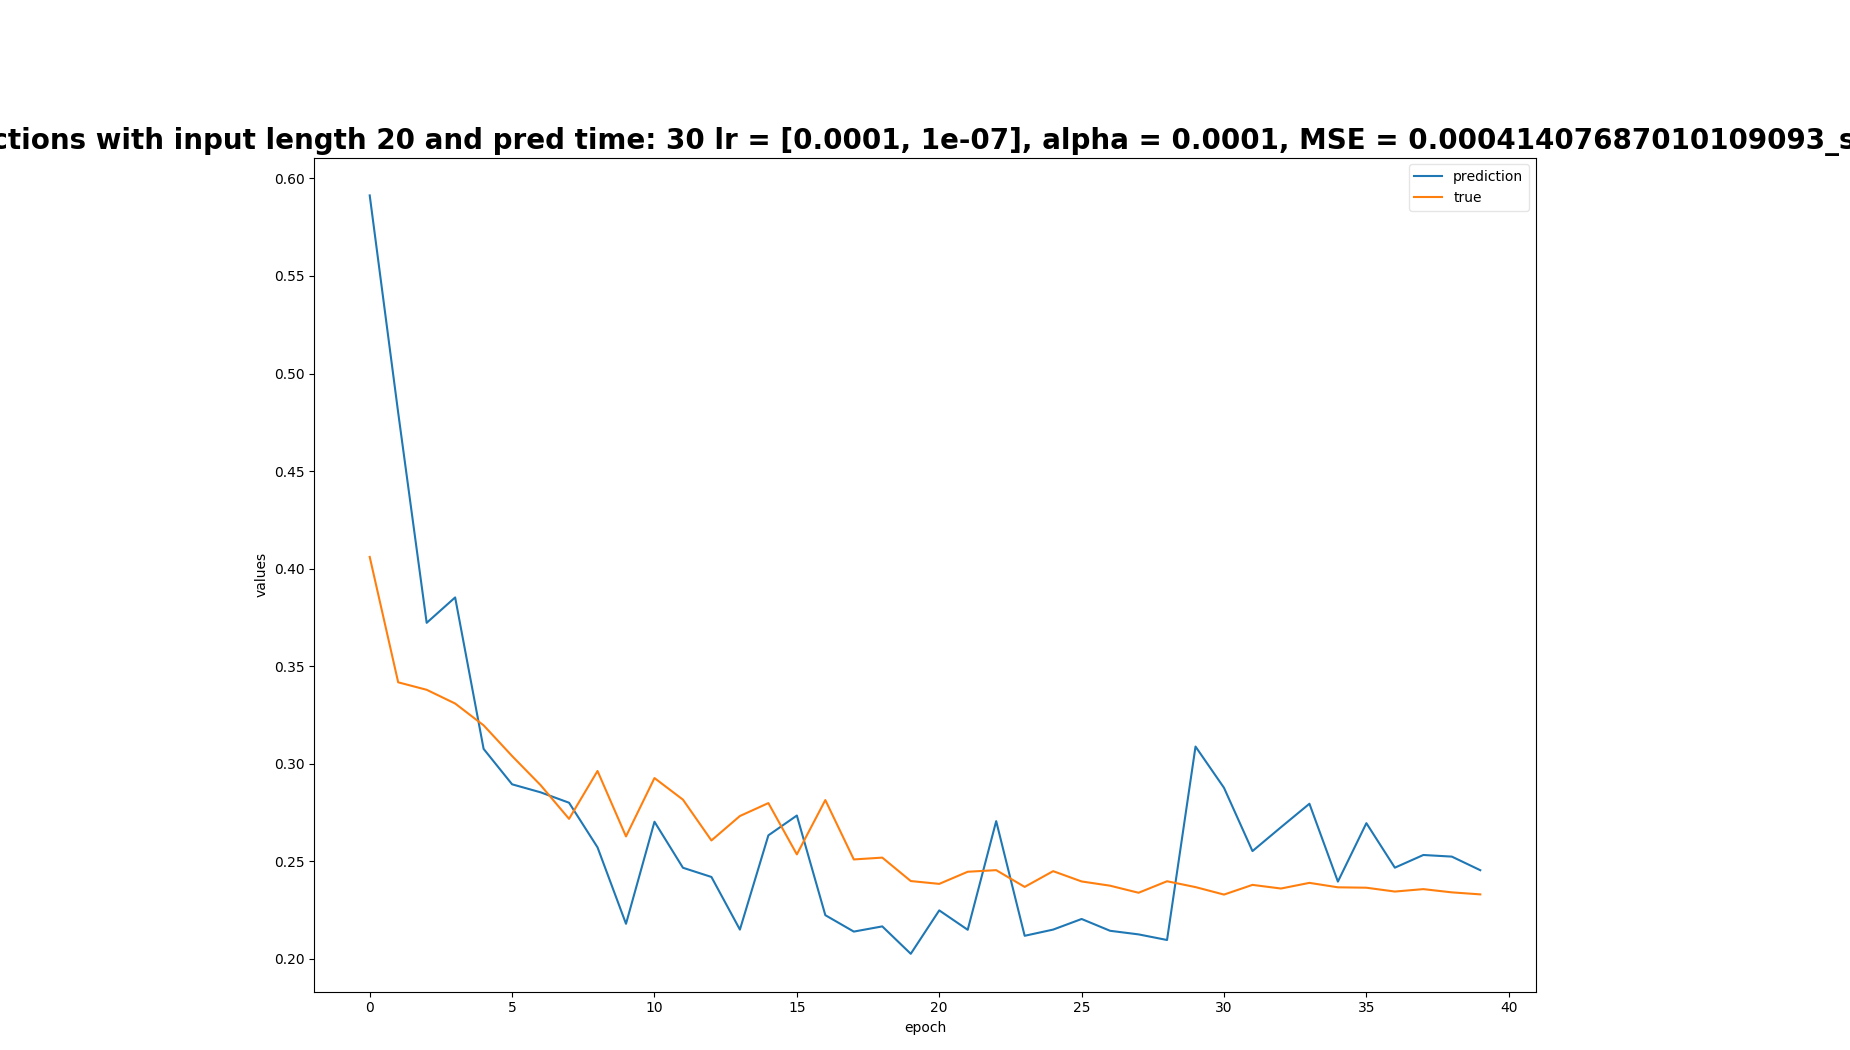 ctions with input length 20 and pred time: 30 lr = [0.0001, 1e-07], alpha = 0.0001, MSE = 0.00041407687010109093_s
prediction
true
0.60
0.55
0.50
0.45
0.40
0.35
0.30
0.25
0.20
values
0 5 10 15 20 25 30 35 40
epoch